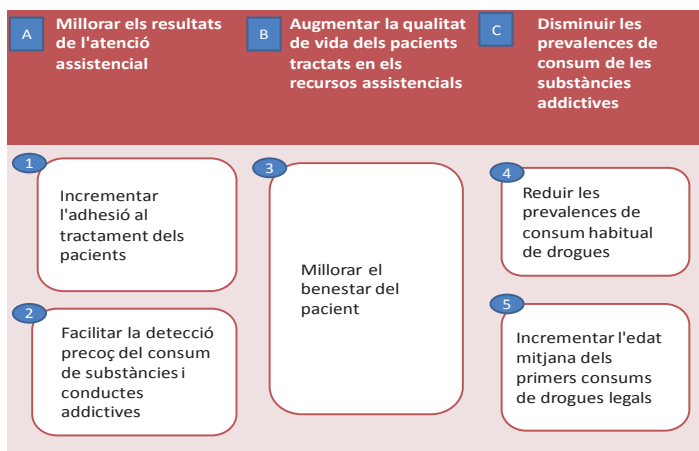 A
Millorar els resultats
de l'atenció
assistencial
B
Augmentar la qualitat
de vida dels pacients
tractats en els
recursos assistencials
C
Disminuir les
prevalences de
consum de les
substàncies
addictives
1
Incrementar
l'adhesió al
tractament dels
pacients
2
Facilitar la detecció
precoç del consum
de substàncies i
conductes
addictives
3
Millorar el
benestar del
pacient
4
Reduir les
prevalences de
consum habitual
de drogues
5
Incrementar l'edat
mitjana dels
primers consums
de drogues legals